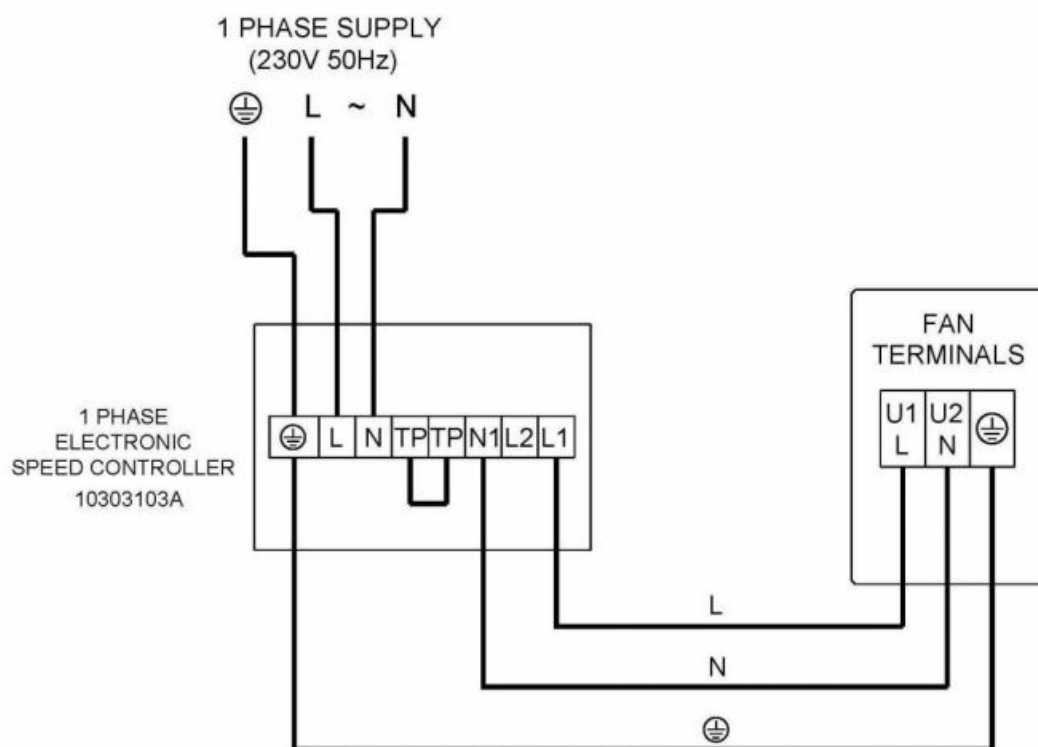 1 PHASE SUPPLY
(230V 50Hz)
L ~ N
1 PHASE
ELECTRONIC
SPEED CONTROLLER
10303103A
L N TP TP N1 L2 L1
FAN
TERMINALS
U1 U2
L N
L
N